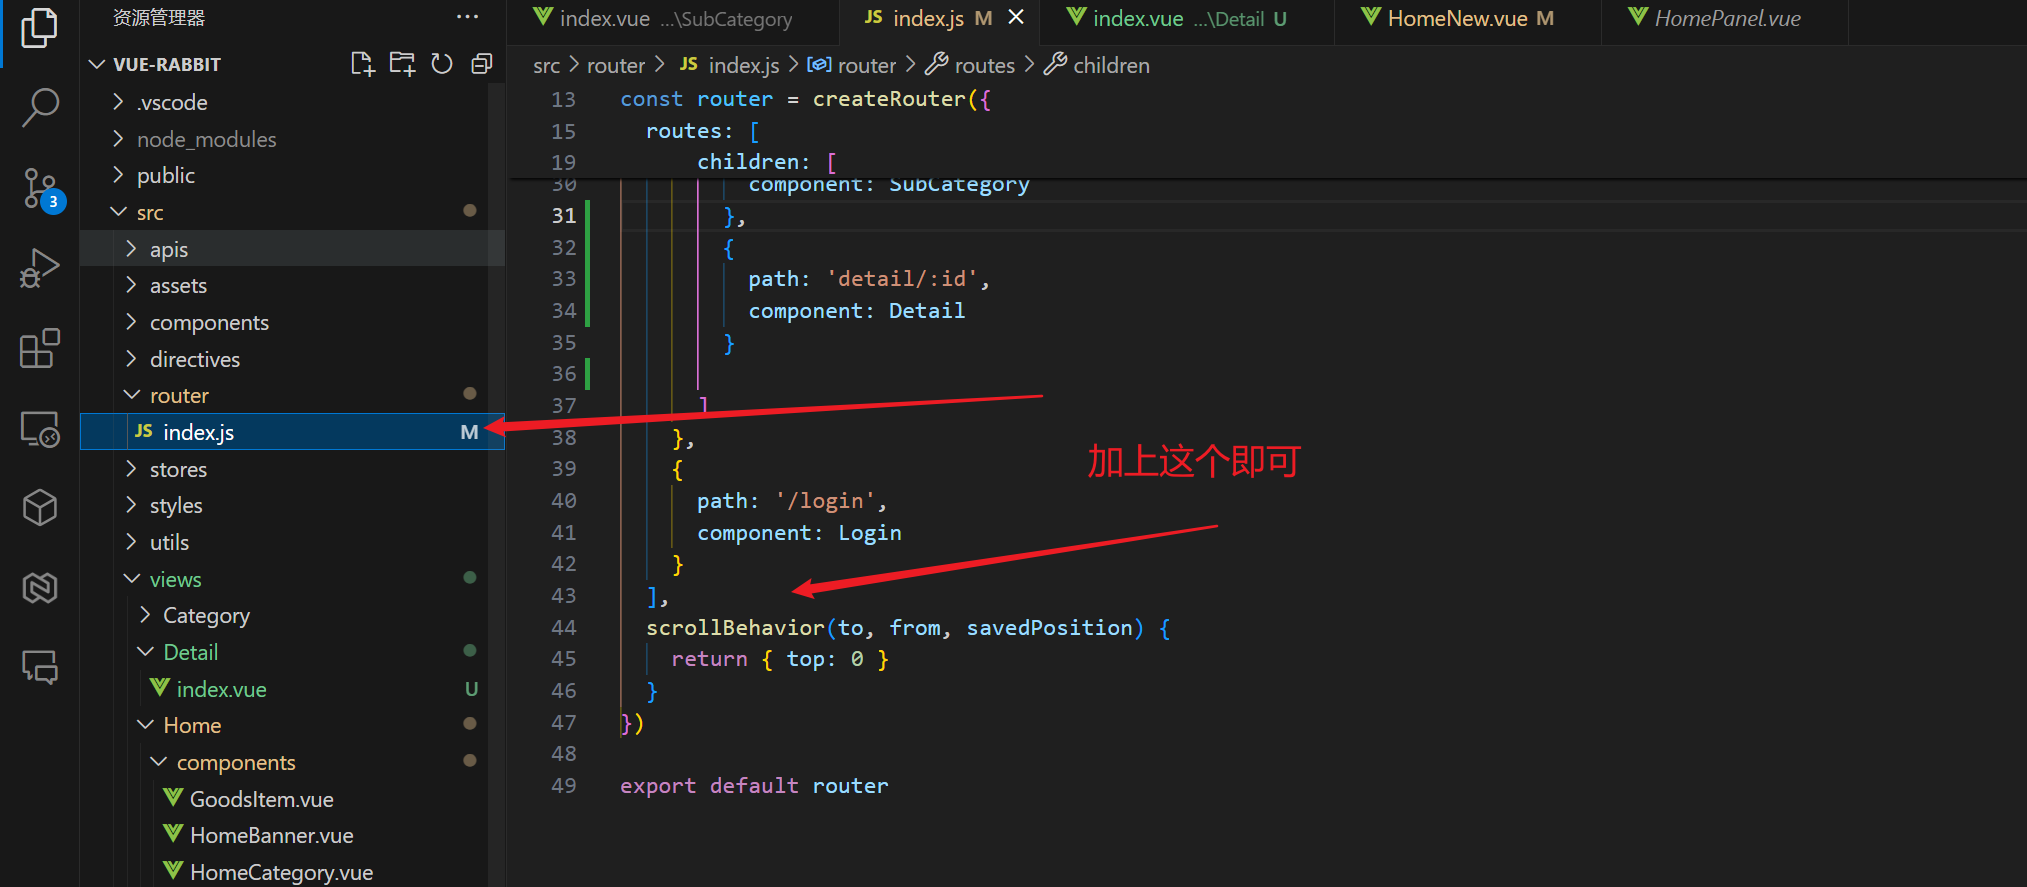 资源管理器
VUE-RABBIT
.vscode
node_modules
public
src
apis
assets
components
directives
router
JS index.js M
stores
styles
utils
views
Category
Detail
index.vue U
Home
components
GoodsItem.vue
HomeBanner.vue
HomeCategory.vue
3
index.vue ...\SubCategory
JS index.js M
index.vue ...\Detail U
HomeNew.vue M
HomePanel.vue
src > router > JS index.js > router > routes > children
13 const router = createRouter({
15 routes: [
19 children: [
30 component: SubCategory
31 },
32 {
33 path: 'detail/:id',
34 component: Detail
35 }
36
37 ]
38 },
39 {
40 path: '/login',
41 component: Login
42 }
43 ],
44 scrollBehavior(to, from, savedPosition) {
45 return { top: 0 }
46 }
47 })
48
49 export default router
加上这个即可